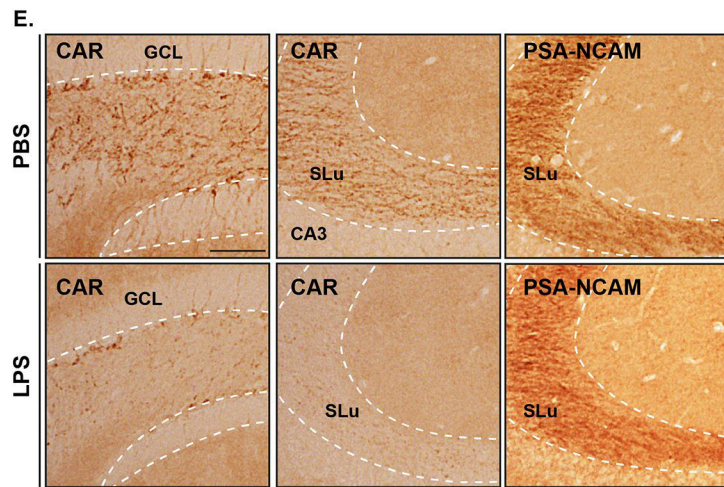 E.
PBS
CAR
GCL
CAR
SLu
CA3
PSA-NCAM
SLu
LPS
CAR
GCL
CAR
SLu
PSA-NCAM
SLu